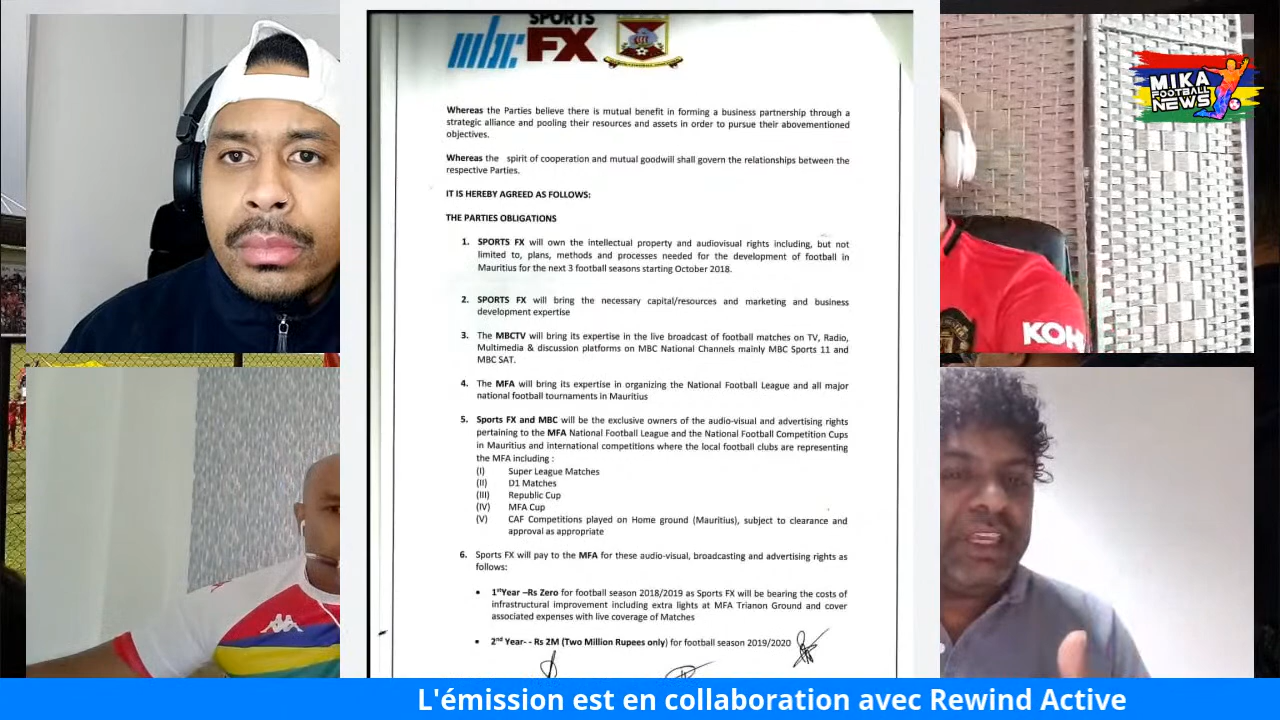 SPORTS
mbc FX
MIKA
FOOTBALL
NEWS
Whereas the Parties believe there is mutual benefit in forming a business partnership through a
strategic alliance and pooling their resources and assets in order to pursue their abovementioned
objectives.
Whereas the spirit of cooperation and mutual goodwill shall govern the relationships between the
respective Parties.
IT IS HEREBY AGREED AS FOLLOWS:
THE PARTIES OBLIGATIONS
1. SPORTS FX will own the intellectual property and audiovisual rights including, but not
limited to, plans, methods and processes needed for the development of football in
Mauritius for the next 3 football seasons starting October 2018.
2. SPORTS FX will bring the necessary capital/resources and marketing and business
development expertise
3. The MBCTV will bring its expertise in the live broadcast of football matches on TV, Radio,
Multimedia & discussion platforms on MBC National Channels mainly MBC Sports 11 and
MBC SAT.
4. The MFA will bring its expertise in organizing the National Football League and all major
national football tournaments in Mauritius
5. Sports FX and MBC will be the exclusive owners of the audio-visual and advertising rights
pertaining to the MFA National Football League and the National Football Competition Cups
in Mauritius and international competitions where the local football clubs are representing
the MFA including :
(I) Super League Matches
(II) D1 Matches
(III) Republic Cup
(IV) MFA Cup
(V) CAF Competitions played on Home ground (Mauritius), subject to clearance and
approval as appropriate
6. Sports FX will pay to the MFA for these audio-visual, broadcasting and advertising rights as
follows:
• 1stYear –Rs Zero for football season 2018/2019 as Sports FX will be bearing the costs of
infrastructural improvement including extra lights at MFA Trianon Ground and cover
associated expenses with live coverage of Matches
• 2nd Year- - Rs 2M (Two Million Rupees only) for football season 2019/2020
KOH
L'émission est en collaboration avec Rewind Active